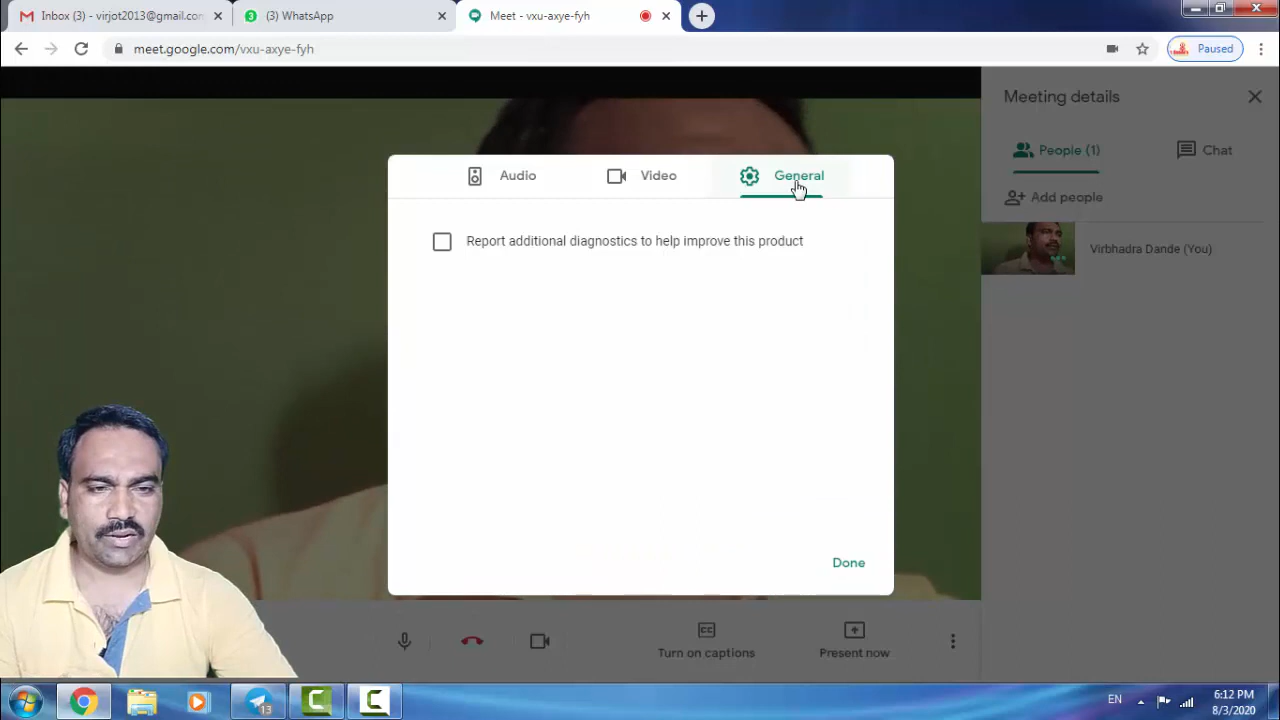 Inbox (3) - virjot2013@gmail.com
(3) WhatsApp
Meet - vxu-axye-fyh
meet.google.com/vxu-axye-fyh
Paused
Meeting details
People (1)
Chat
Add people
Virbhadra Dande (You)
Audio
Video
General
Report additional diagnostics to help improve this product
Done
Turn on captions
Present now
13
EN
6:12 PM
8/3/2020